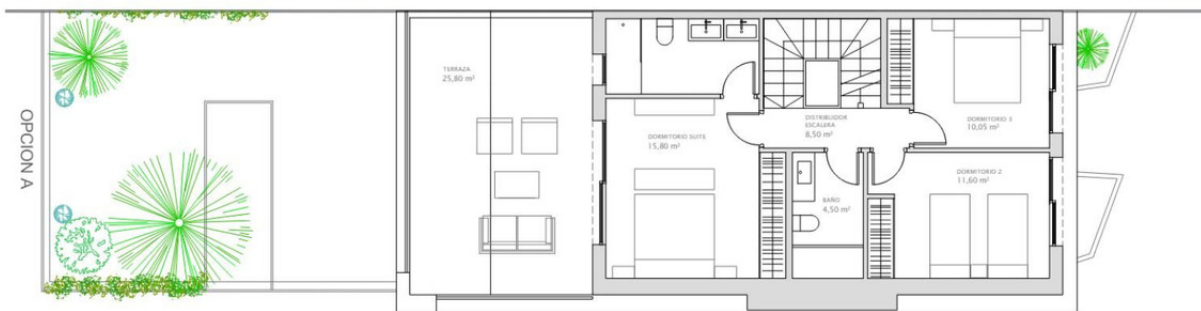 OPCION A
TERRAZA
25,80 m²
DORMITORIO SUITE
15,80 m²
DISTRIBUIDOR
ESCALERA
8,50 m²
DORMITORIO 3
10,05 m²
BAÑO
4,50 m²
DORMITORIO 2
11,60 m²